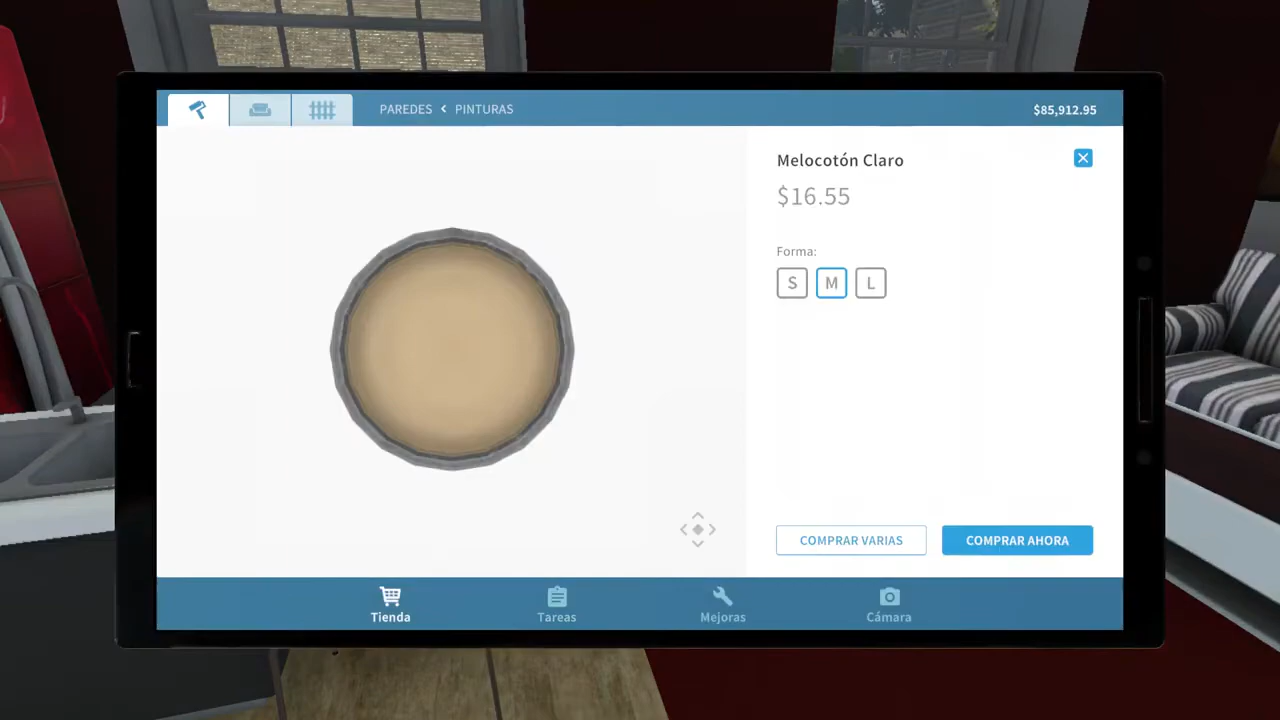 PAREDES < PINTURAS
$85,912.95
Melocotón Claro
$16.55
Forma:
S M L
COMPRAR VARIAS
COMPRAR AHORA
Tienda
Tareas
Mejoras
Cámara